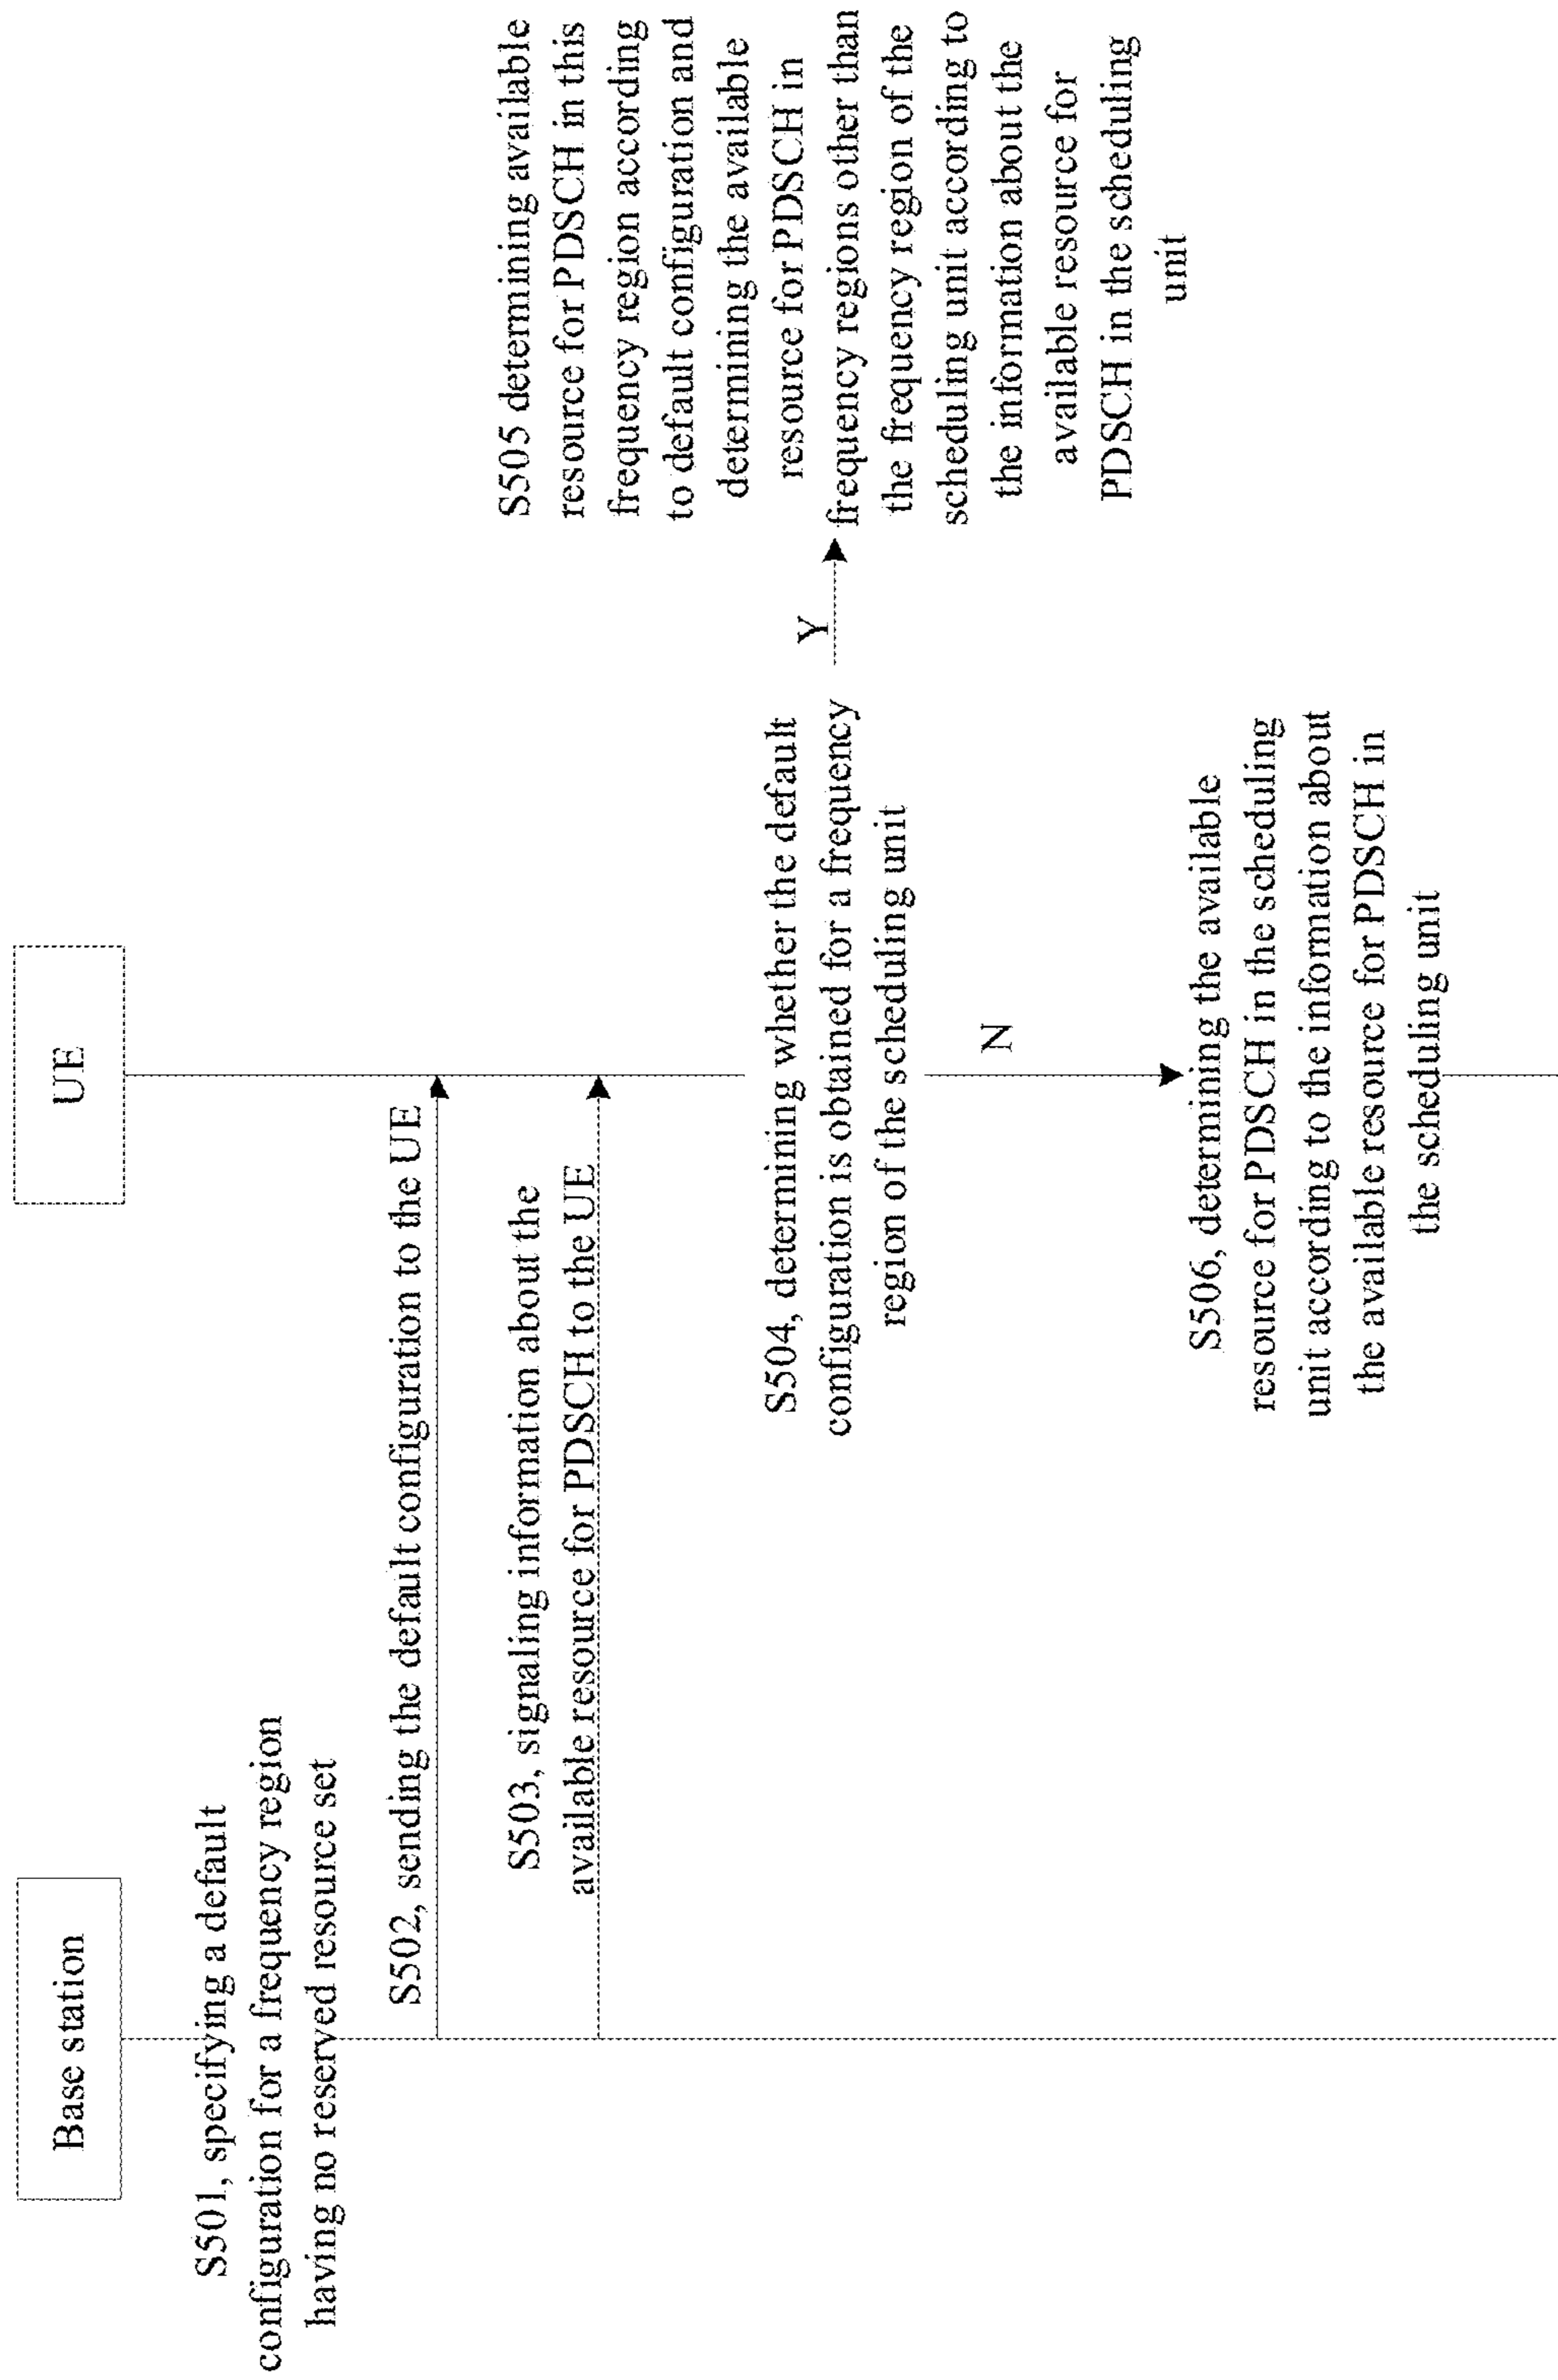 Base station
UE
S501, specifying a default
configuration for a frequency region
having no reserved resource set
S502, sending the default configuration to the UE
S503, signaling information about the
available resource for PDSCH to the UE
S504, determining whether the default
configuration is obtained for a frequency
region of the scheduling unit
Y
S505 determining available
resource for PDSCH in this
frequency region according
to default configuration and
determining the available
resource for PDSCH in
frequency regions other than
the frequency region of the
scheduling unit according to
the information about the
available resource for
PDSCH in the scheduling
unit
N
S506, determining the available
resource for PDSCH in the scheduling
unit according to the information about
the available resource for PDSCH in
the scheduling unit